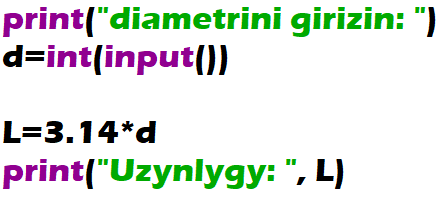 print("diametrini girizin: ")
d=int(input())
L=3.14*d
print("Uzynlygy: ", L)